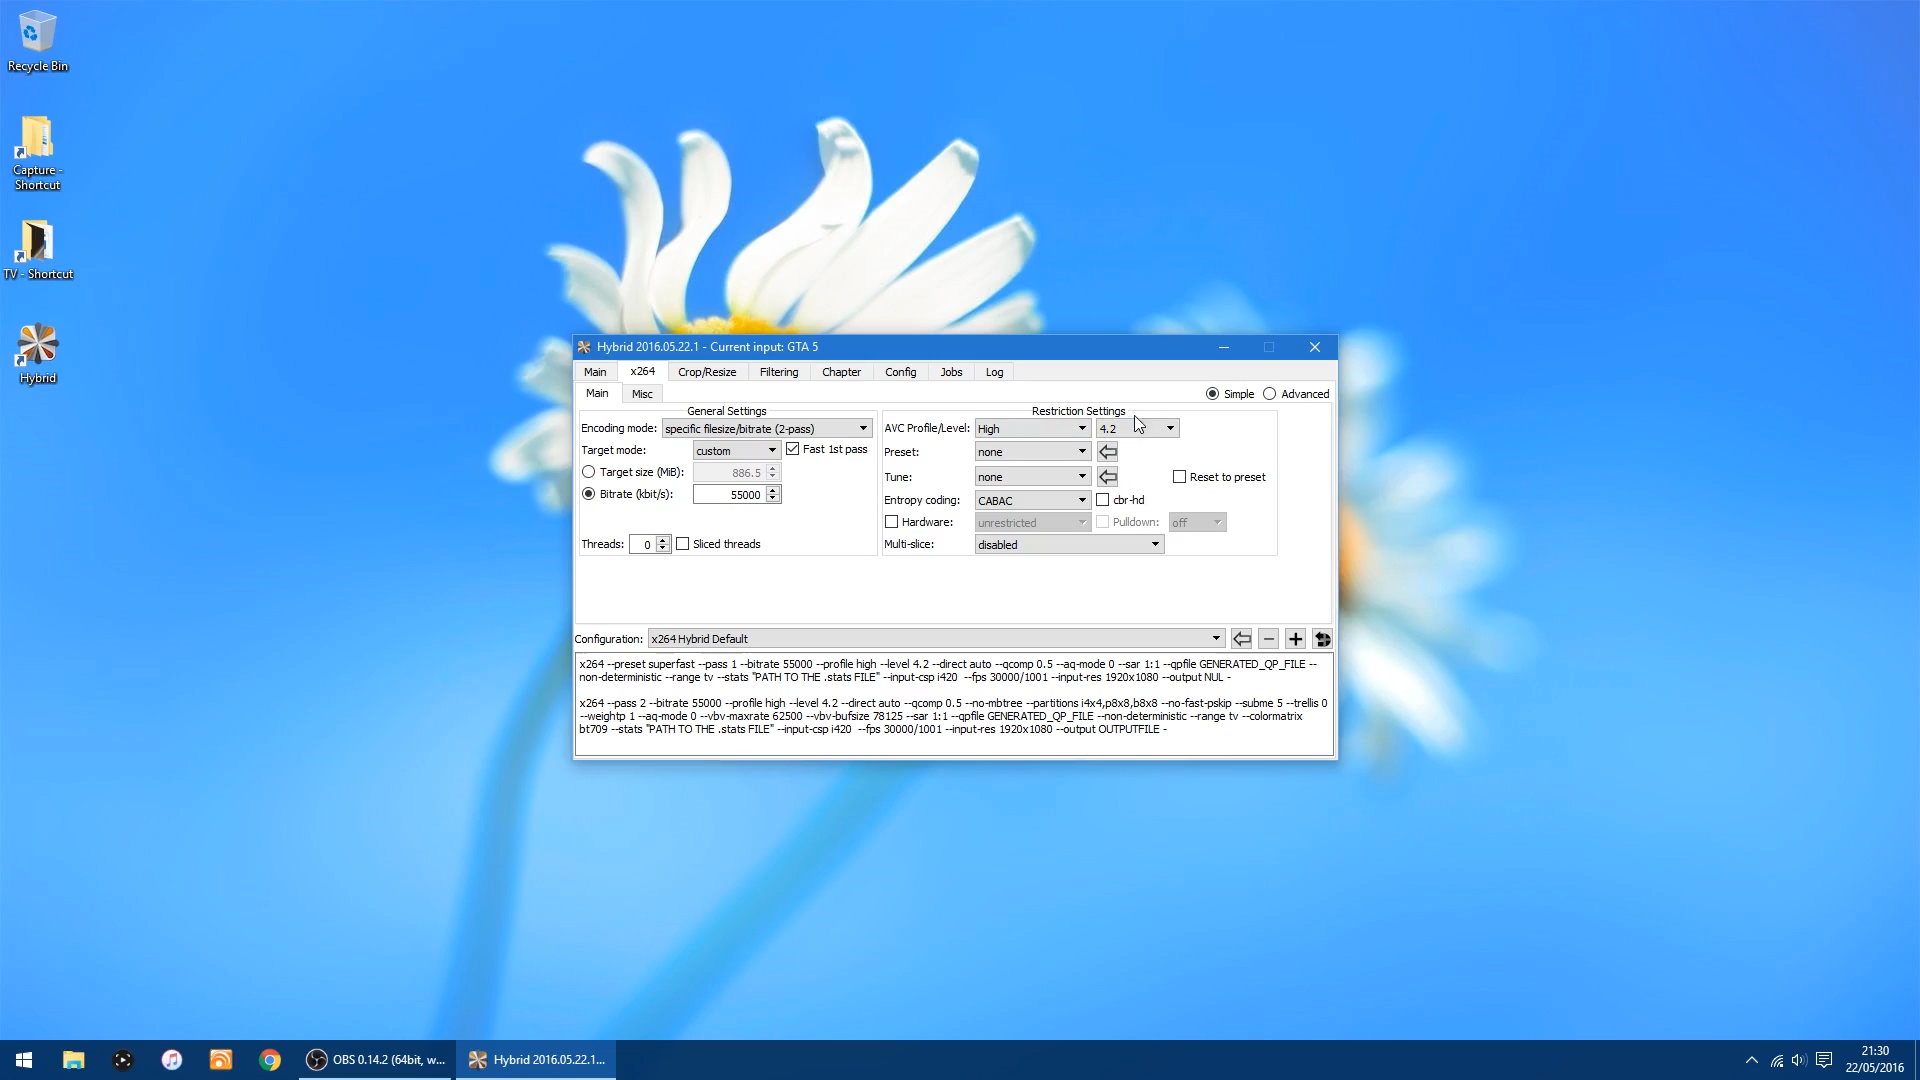 Recycle Bin
Capture -
Shortcut
TV - Shortcut
Hybrid
Hybrid 2016.05.22.1 - Current input: GTA 5
Main x264 Crop/Resize Filtering Chapter Config Jobs Log
Main Misc Simple Advanced
General Settings
Encoding mode: specific filesize/bitrate (2-pass)
Target mode: custom Fast 1st pass
Target size (MiB): 886.5
Bitrate (kbit/s): 55000
Threads: 0 Sliced threads
Restriction Settings
AVC Profile/Level: High 4.2
Preset: none
Tune: none Reset to preset
Entropy coding: CABAC cbr-hd
Hardware: unrestricted Pulldown: off
Multi-slice: disabled
Configuration: x264 Hybrid Default
x264 --preset superfast --pass 1 --bitrate 55000 --profile high --level 4.2 --direct auto --qcomp 0.5 --aq-mode 0 --sar 1:1 --qpfile GENERATED_QP_FILE --
non-deterministic --range tv --stats "PATH TO THE .stats FILE" --input-csp i420 --fps 30000/1001 --input-res 1920x1080 --output NUL -
x264 --pass 2 --bitrate 55000 --profile high --level 4.2 --direct auto --qcomp 0.5 --no-mbtree --partitions i4x4,p8x8,b8x8 --no-fast-pskip --subme 5 --trellis 0
--weightp 1 --aq-mode 0 --vbv-maxrate 62500 --vbv-bufsize 78125 --sar 1:1 --qpfile GENERATED_QP_FILE --non-deterministic --range tv --colormatrix
bt709 --stats "PATH TO THE .stats FILE" --input-csp i420 --fps 30000/1001 --input-res 1920x1080 --output OUTPUTFILE -
OBS 0.14.2 (64bit, w...
Hybrid 2016.05.22.1...
21:30
22/05/2016